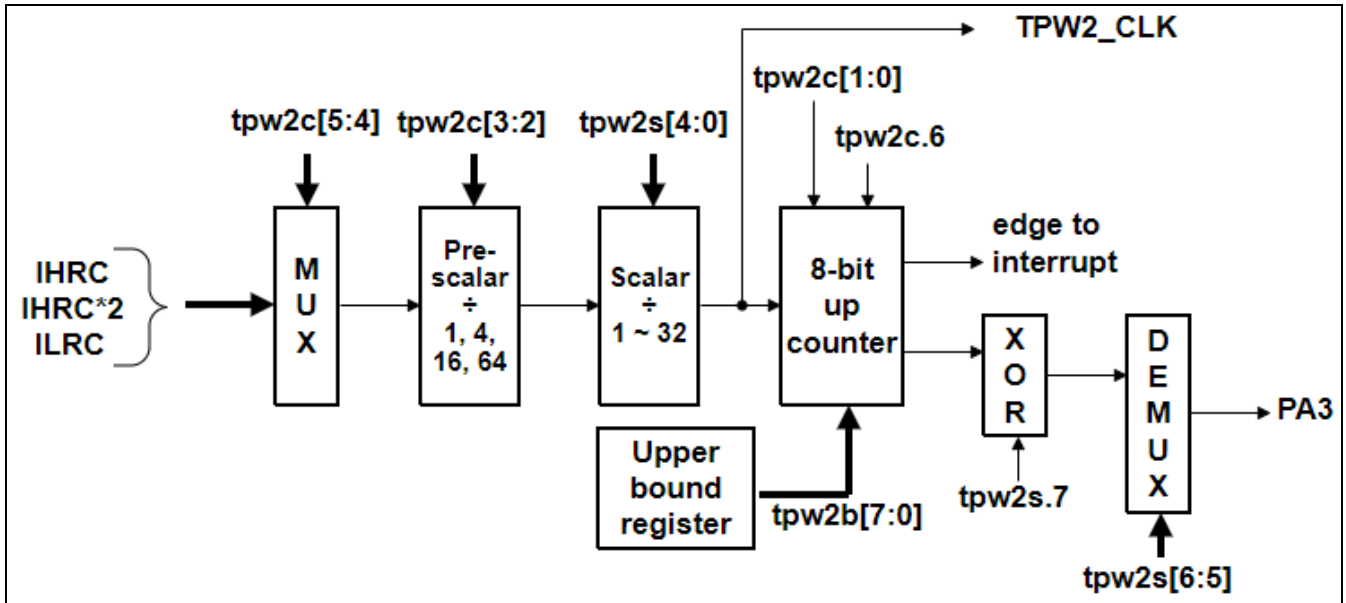 TPW2_CLK
tpw2c[1:0]
tpw2c[5:4]
tpw2c[3:2]
tpw2s[4:0]
tpw2c.6
IHRC
IHRC*2
ILRC
M
U
X
Pre-
scalar
÷
1, 4,
16, 64
Scalar
÷
1 ~ 32
8-bit
up
counter
edge to
interrupt
X
O
R
D
E
M
U
X
PA3
Upper
bound
register
tpw2b[7:0]
tpw2s.7
tpw2s[6:5]